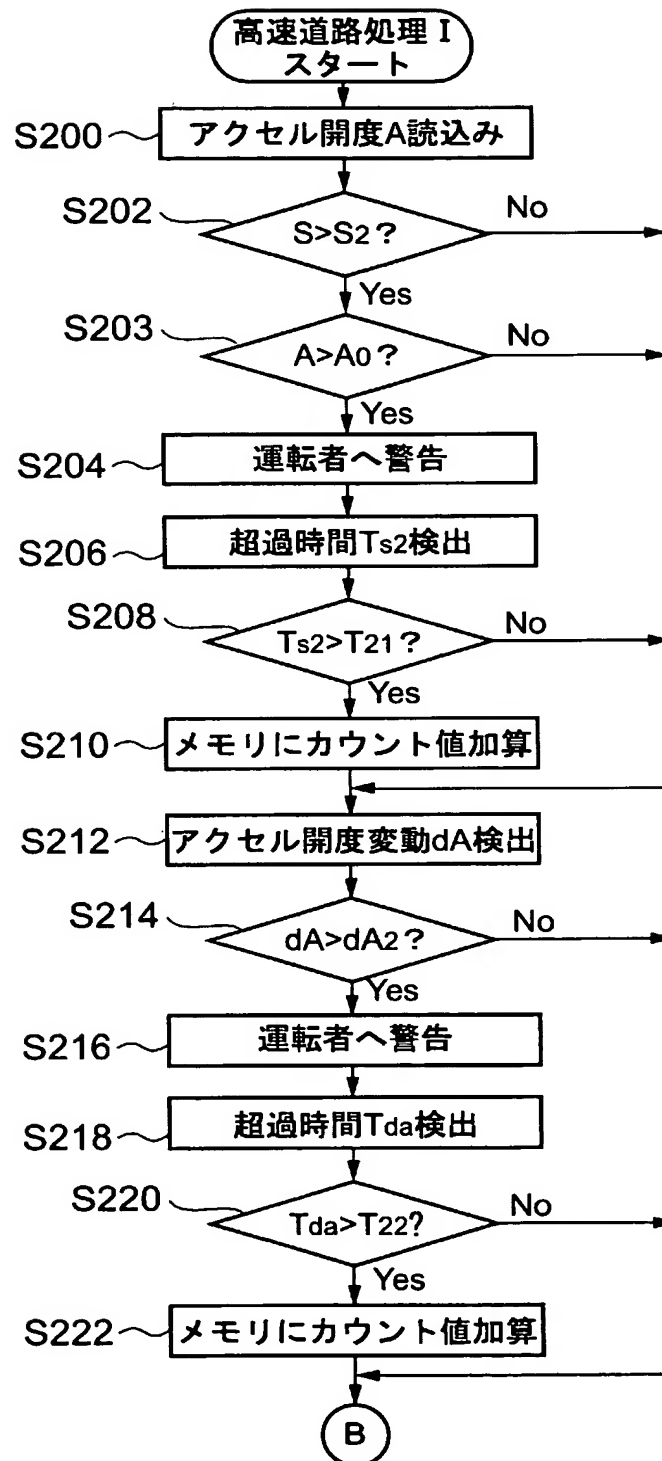 高速道路処理Ⅰ
スタート
S200
アクセル開度A読込み
S202
S>S2?
No
Yes
S203
A>A0?
No
Yes
S204
運転者へ警告
S206
超過時間Ts2検出
S208
Ts2>T21?
No
Yes
S210
メモリにカウント値加算
S212
アクセル開度変動dA検出
S214
dA>dA2?
No
Yes
S216
運転者へ警告
S218
超過時間Tda検出
S220
Tda>T22?
No
Yes
S222
メモリにカウント値加算
B